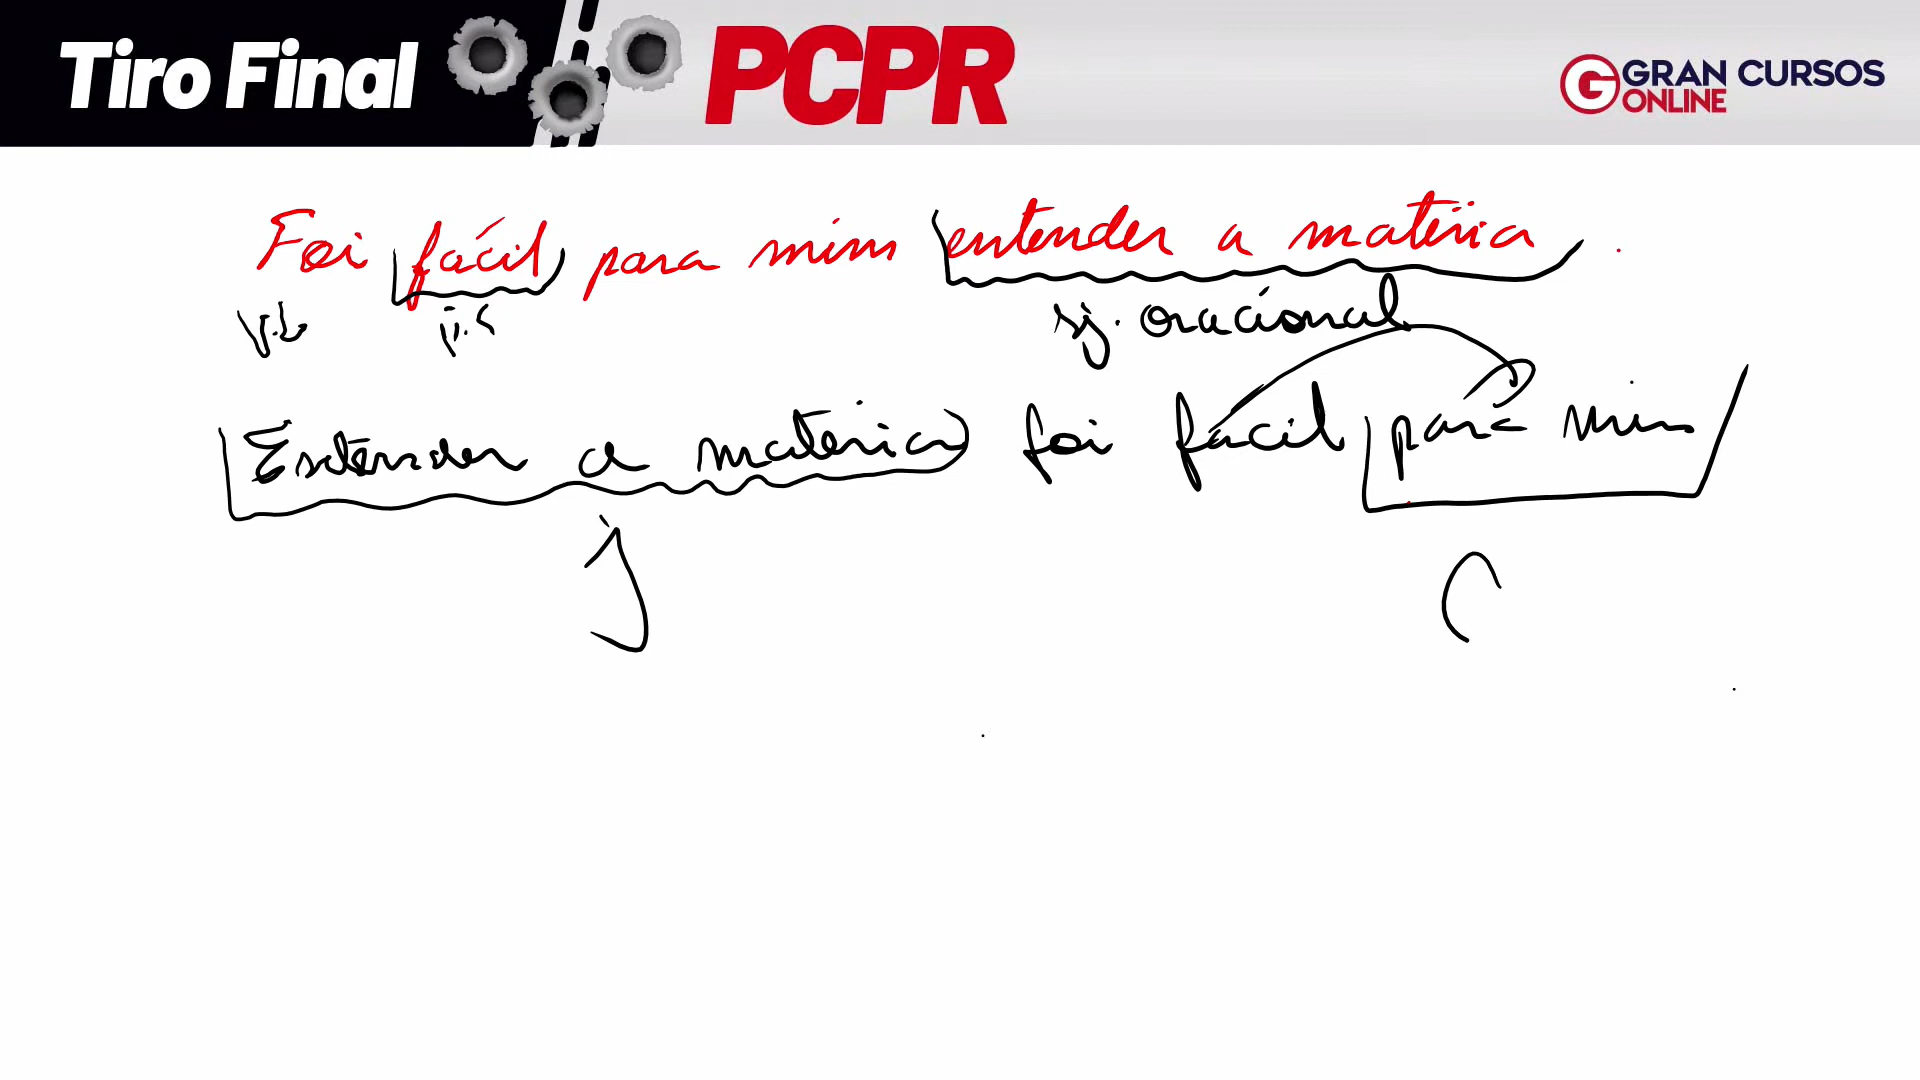 Tiro Final PCPR
GRAN CURSOS
ONLINE
Foi fácil para mim entender a matéria.
v.L p.s sj. oracional
Entender a matéria foi fácil para mim